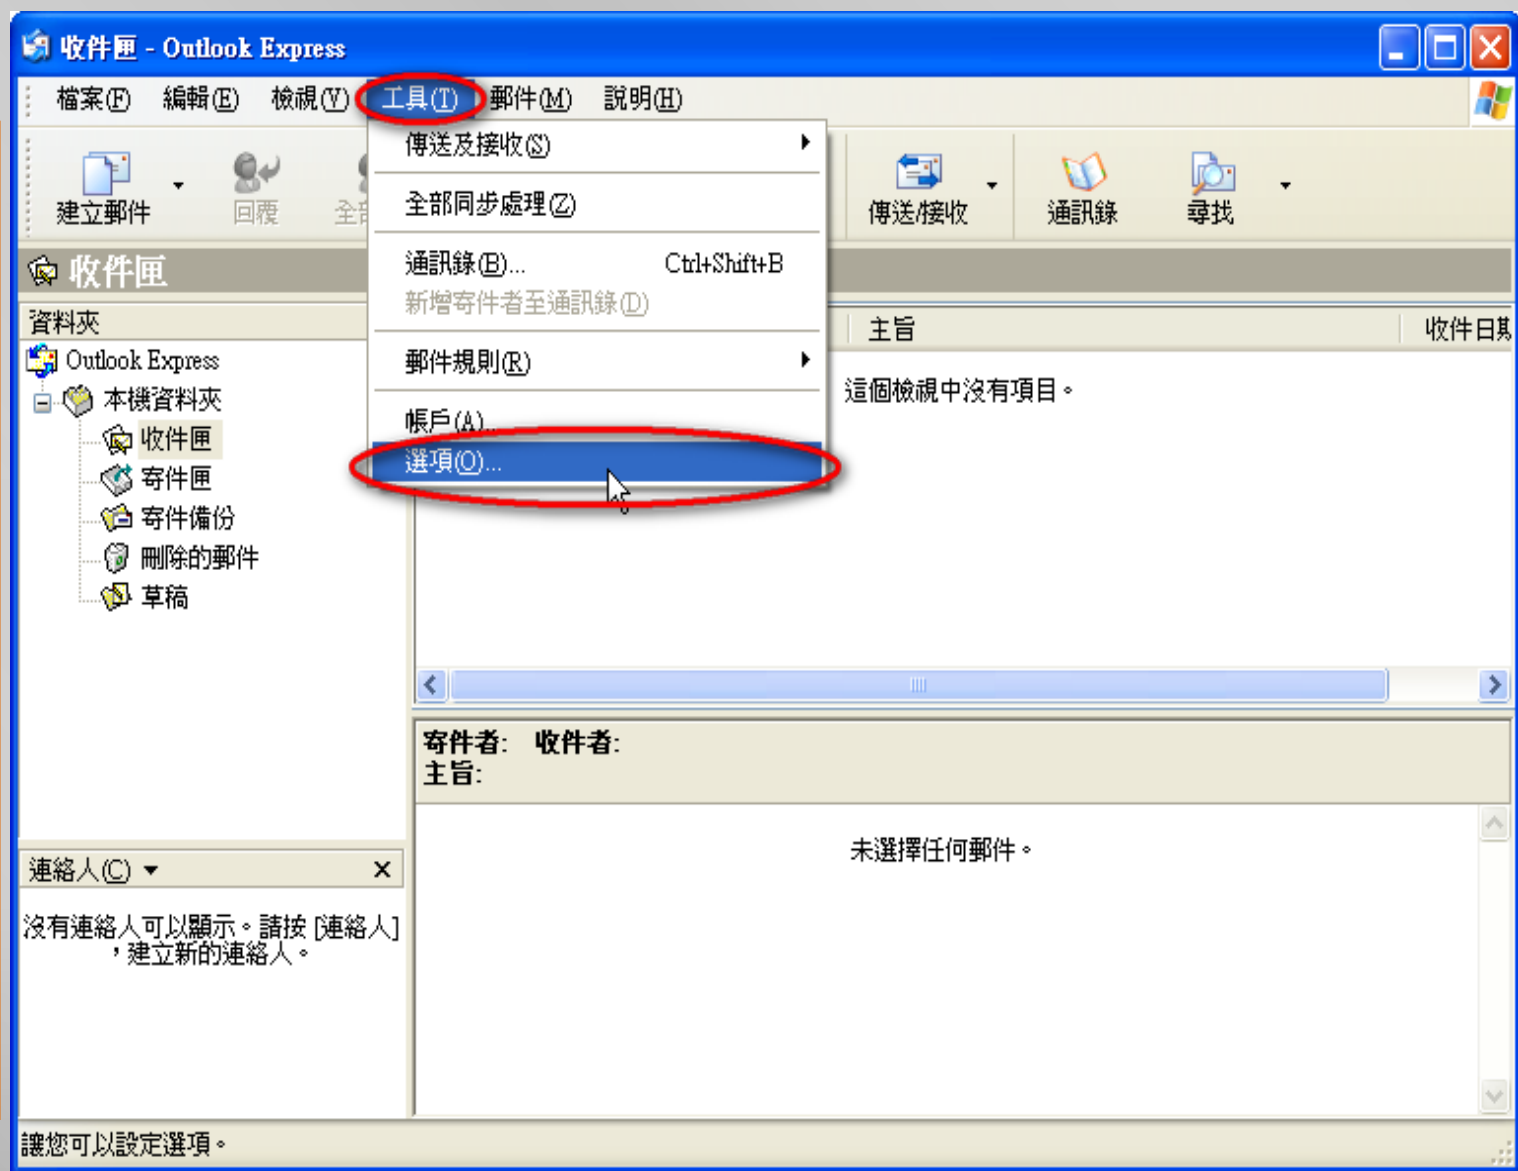 收件匣 - Outlook Express
檔案(F) 編輯(E) 檢視(V) 工具(T) 郵件(M) 說明(H)
建立郵件 回覆 全 傳送/接收 通訊錄 尋找
傳送及接收(S)
全部同步處理(Z)
通訊錄(B)... Ctrl+Shift+B
新增寄件者至通訊錄(D)
郵件規則(R)
帳戶(A)...
選項(O)...
收件匣
資料夾
Outlook Express
本機資料夾
收件匣
寄件匣
寄件備份
刪除的郵件
草稿
主旨 收件日期
這個檢視中沒有項目。
寄件者: 收件者:
主旨:
未選擇任何郵件。
連絡人(C)
沒有連絡人可以顯示。請按 [連絡人]
，建立新的連絡人。
讓您可以設定選項。